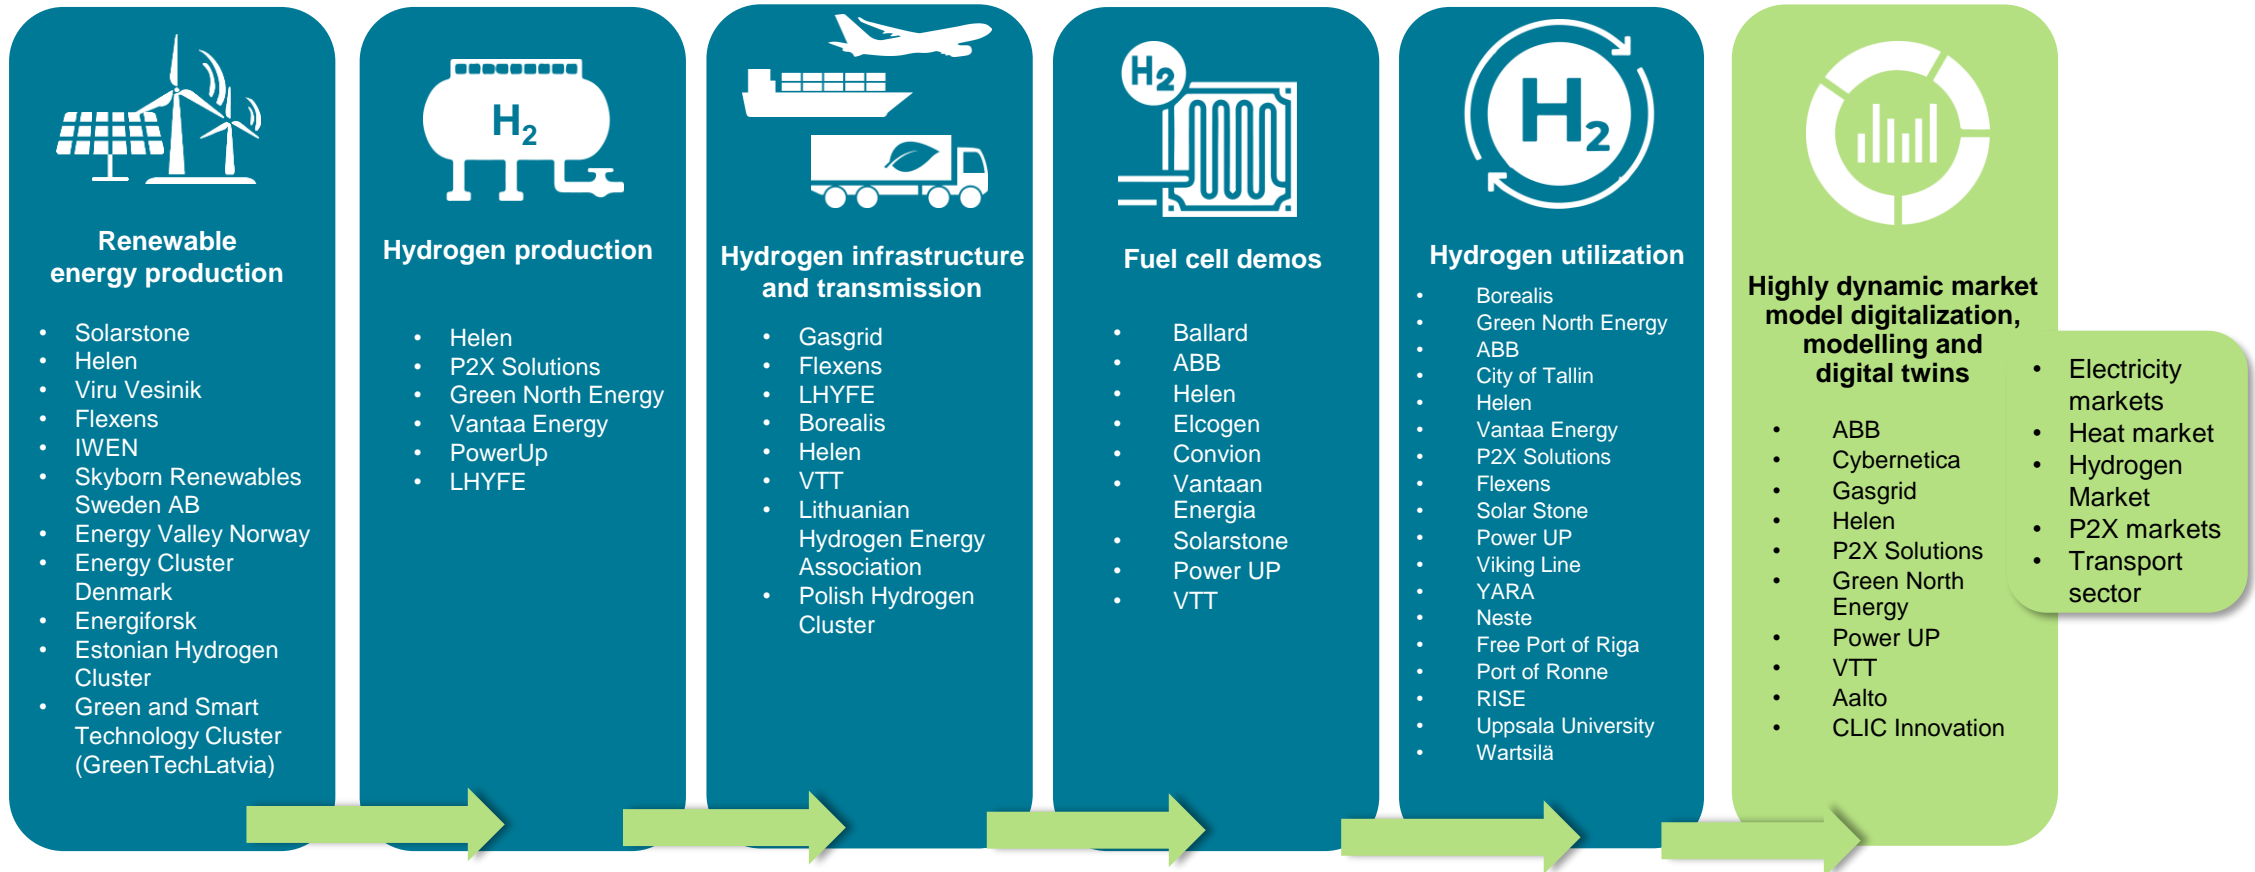 Renewable
energy production
• Solarstone
• Helen
• Viru Vesinik
• Flexens
• IWEN
• Skyborn Renewables
Sweden AB
• Energy Valley Norway
• Energy Cluster
Denmark
• Energiforsk
• Estonian Hydrogen
Cluster
• Green and Smart
Technology Cluster
(GreenTechLatvia)
H2
Hydrogen production
• Helen
• P2X Solutions
• Green North Energy
• Vantaa Energy
• PowerUp
• LHYFE
Hydrogen infrastructure
and transmission
• Gasgrid
• Flexens
• LHYFE
• Borealis
• Helen
• VTT
• Lithuanian
Hydrogen Energy
Association
• Polish Hydrogen
Cluster
H2
Fuel cell demos
• Ballard
• ABB
• Helen
• Elcogen
• Convion
• Vantaan
Energia
• Solarstone
• Power UP
• VTT
H2
Hydrogen utilization
• Borealis
• Green North Energy
• ABB
• City of Tallin
• Helen
• Vantaa Energy
• P2X Solutions
• Flexens
• Solar Stone
• Power UP
• Viking Line
• YARA
• Neste
• Free Port of Riga
• Port of Ronne
• RISE
• Uppsala University
• Wartsilä
Highly dynamic market
model digitalization,
modelling and
digital twins
• ABB
• Cybernetica
• Gasgrid
• Helen
• P2X Solutions
• Green North
Energy
• Power UP
• VTT
• Aalto
• CLIC Innovation
• Electricity
markets
• Heat market
• Hydrogen
Market
• P2X markets
• Transport
sector